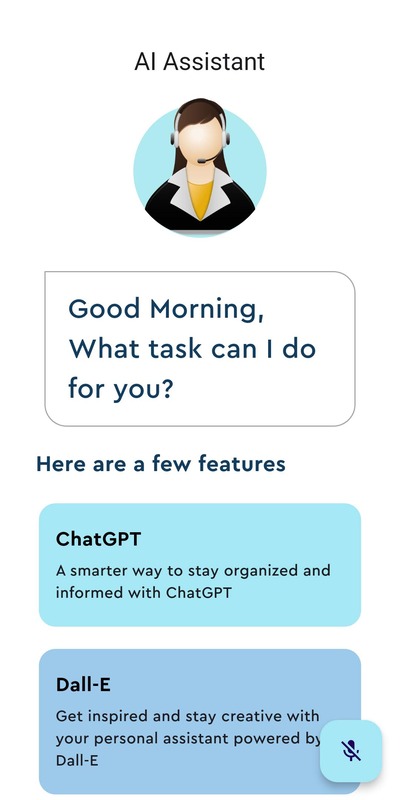 AI Assistant
Good Morning,
What task can I do
for you?
Here are a few features
ChatGPT
A smarter way to stay organized and
informed with ChatGPT
Dall-E
Get inspired and stay creative with
your personal assistant powered by
Dall-E